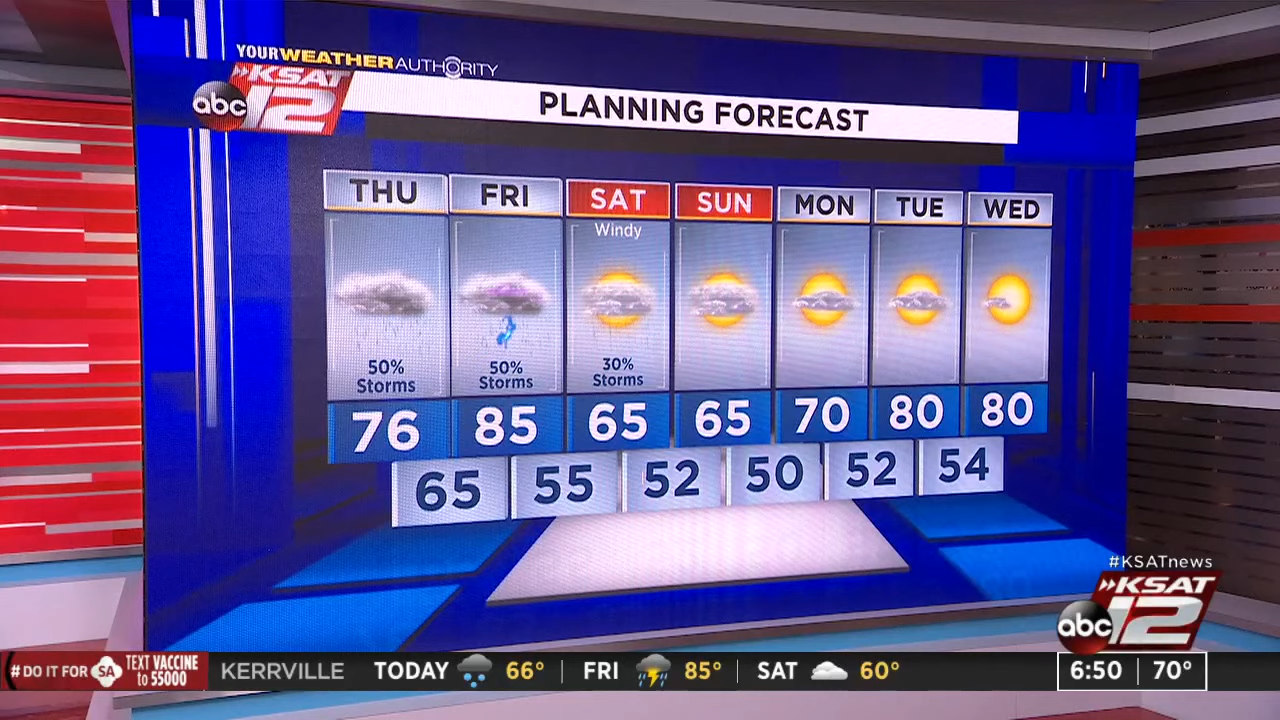 YOUR WEATHER AUTHORITY
abc KSAT 12
PLANNING FORECAST
THU FRI SAT SUN MON TUE WED
Windy
50% Storms 50% Storms 30% Storms
76 85 65 65 70 80 80
65 55 52 50 52 54
#KSATnews
KSAT
abc 12
#DO IT FOR SA TEXT VACCINE to 55000 KERRVILLE TODAY 66° FRI 85° SAT 60° 6:50 70°